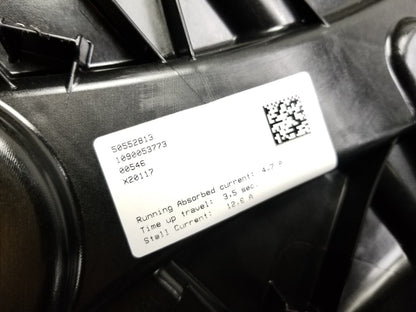 50552813
1090053773
00546
X20117
Running Absorbed current: 4.7 A
Time up travel: 3.5 sec.
Stall Current: 12.6 A